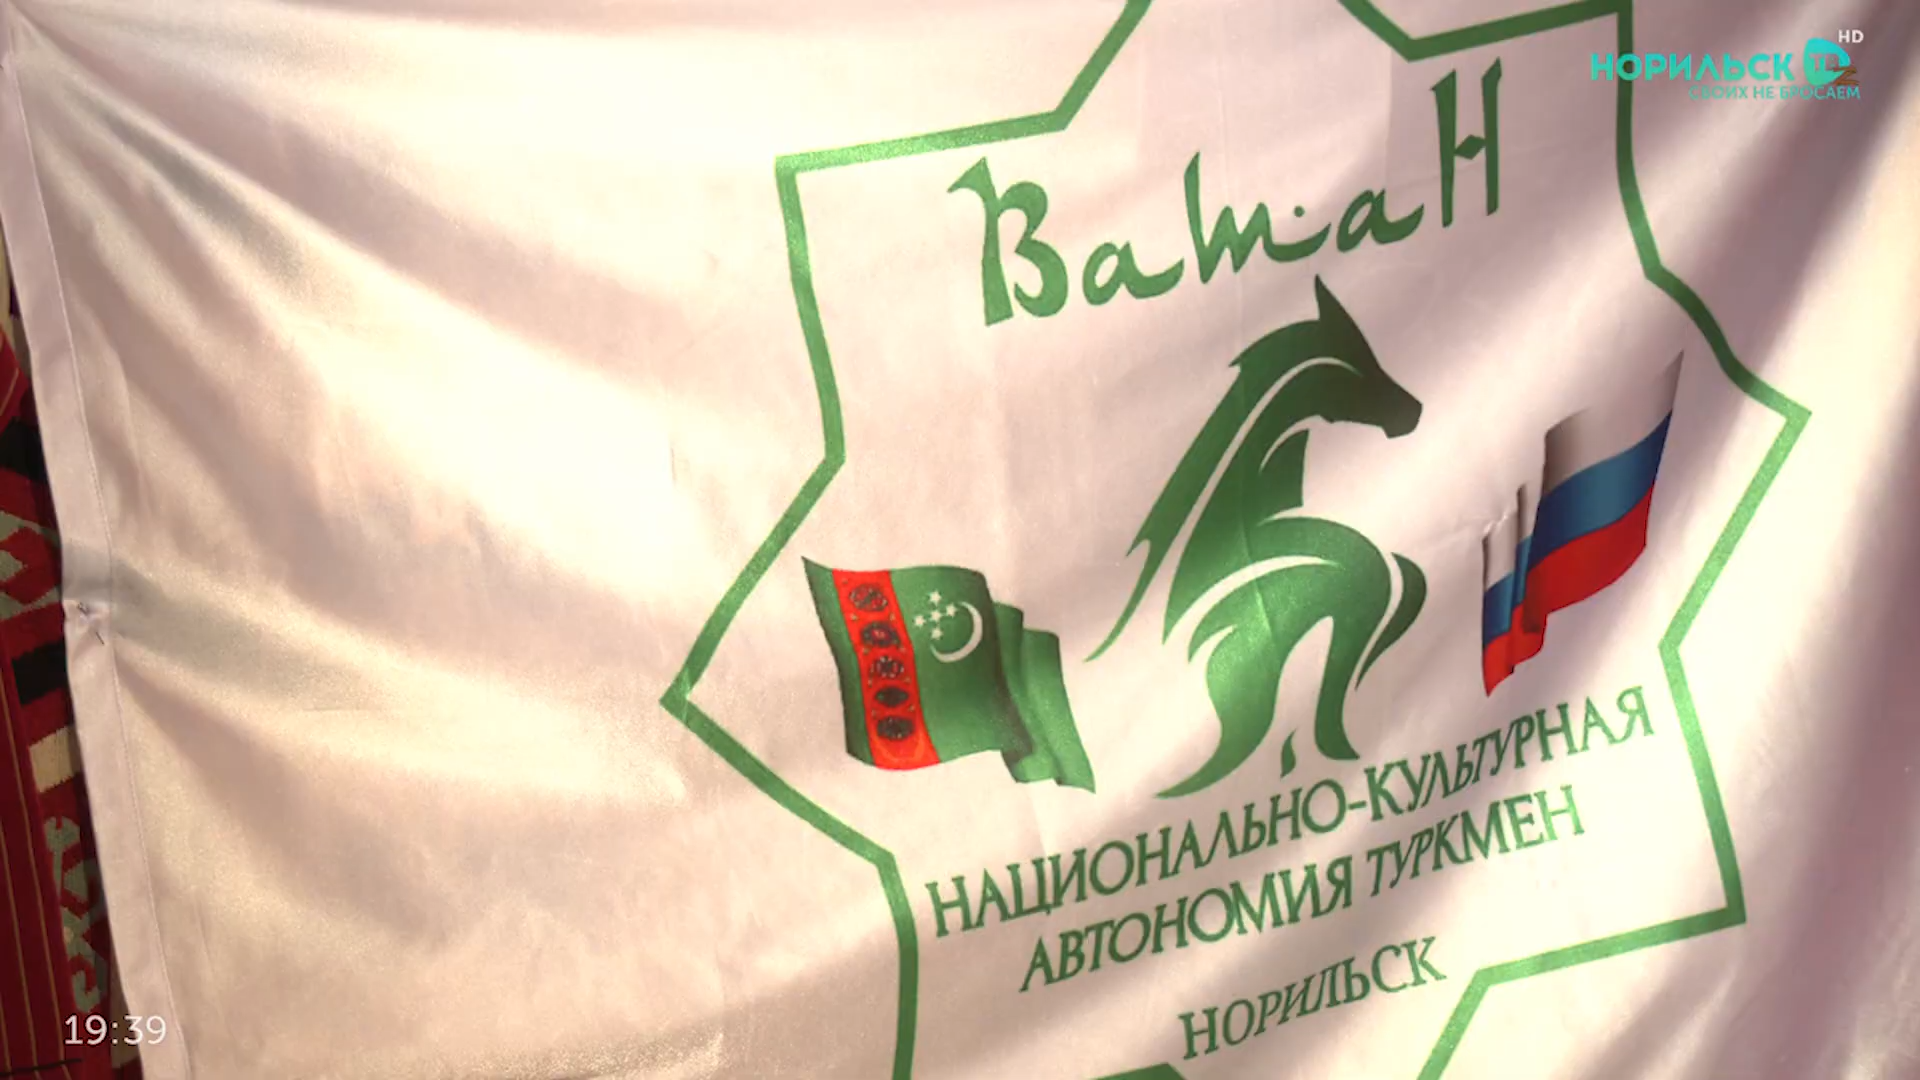 HD
НОРИЛЬСК
СВОИХ НЕ БРОСАЕМ
Ватан
НАЦИОНАЛЬНО-КУЛЬТУРНАЯ
АВТОНОМИЯ ТУРКМЕН
НОРИЛЬСК
19:39